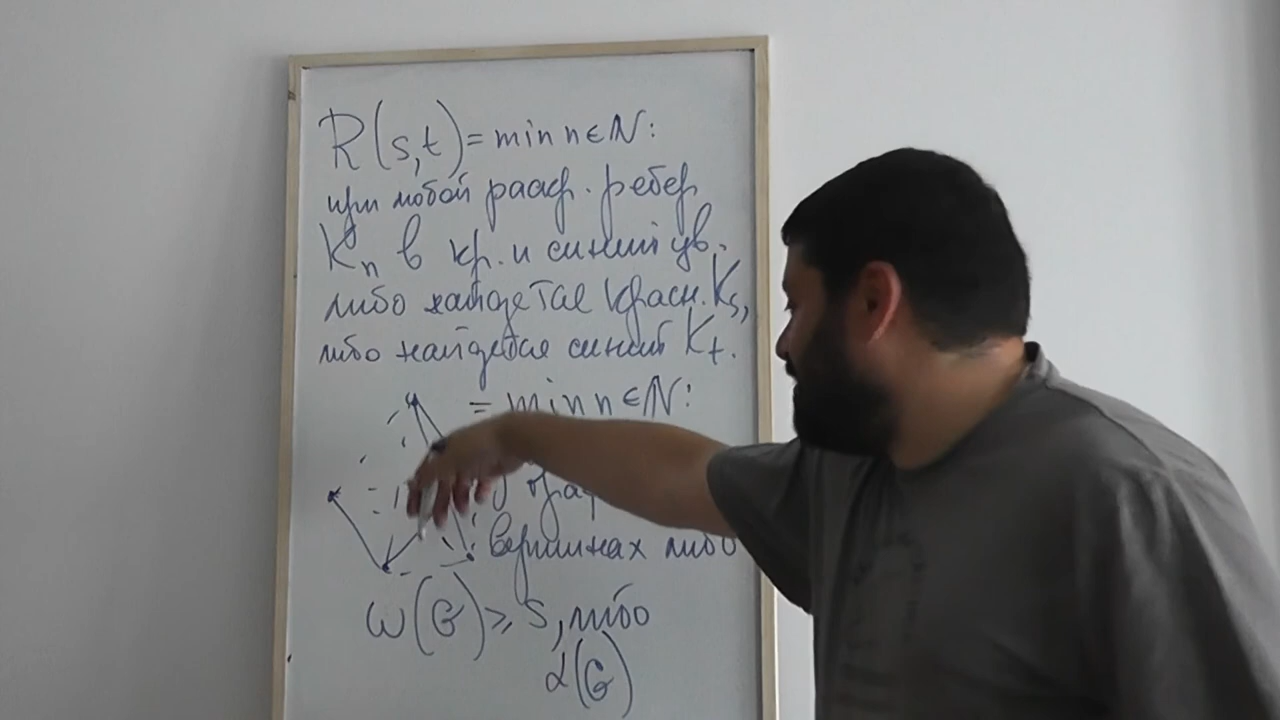 R(s,t)= min n∈ℕ:
при любой раскр. ребер
Kₙ в кр. и синий цв.
либо найдется красн. Kₛ,
либо найдется синий Kₜ.
= min n∈ℕ:
вершинах либо
ω(G)≥s, либо
α(G)